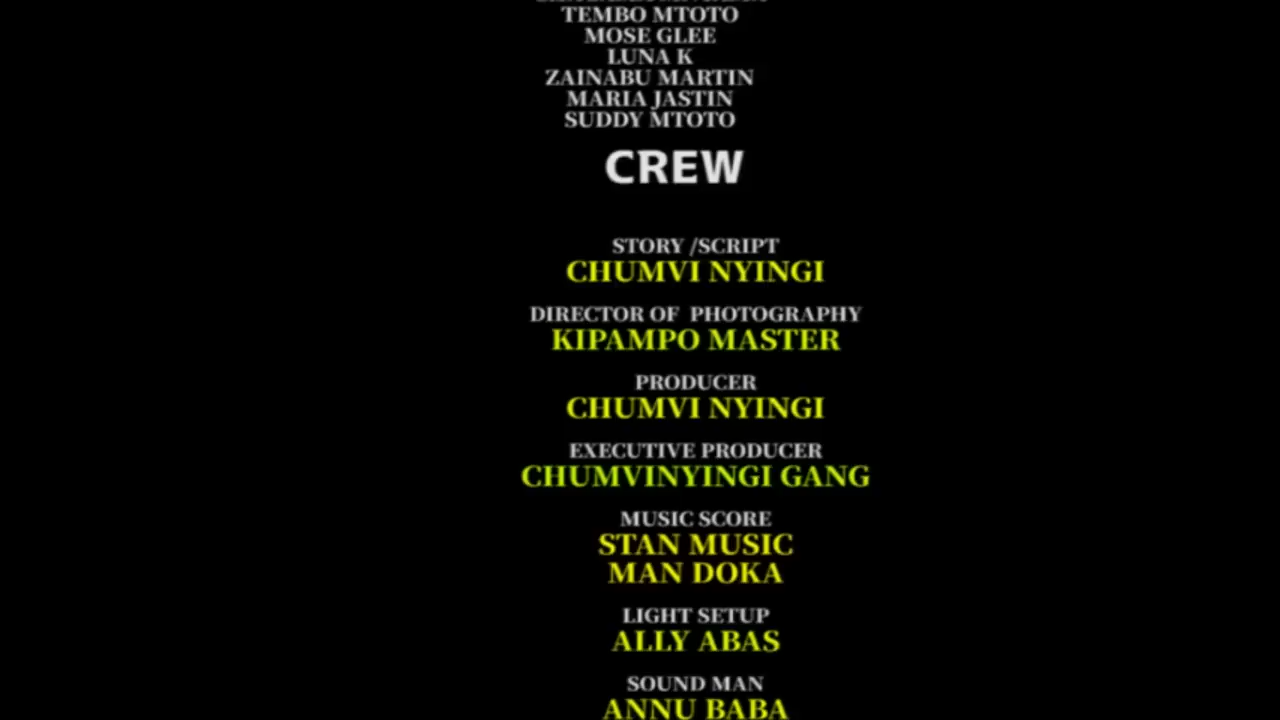 TEMBO MTOTO
MOSE GLEE
LUNA K
ZAINABU MARTIN
MARIA JASTIN
SUDDY MTOTO
CREW
STORY /SCRIPT
CHUMVI NYINGI
DIRECTOR OF PHOTOGRAPHY
KIPAMPO MASTER
PRODUCER
CHUMVI NYINGI
EXECUTIVE PRODUCER
CHUMVINYINGI GANG
MUSIC SCORE
STAN MUSIC
MAN DOKA
LIGHT SETUP
ALLY ABAS
SOUND MAN
ANNU BABA